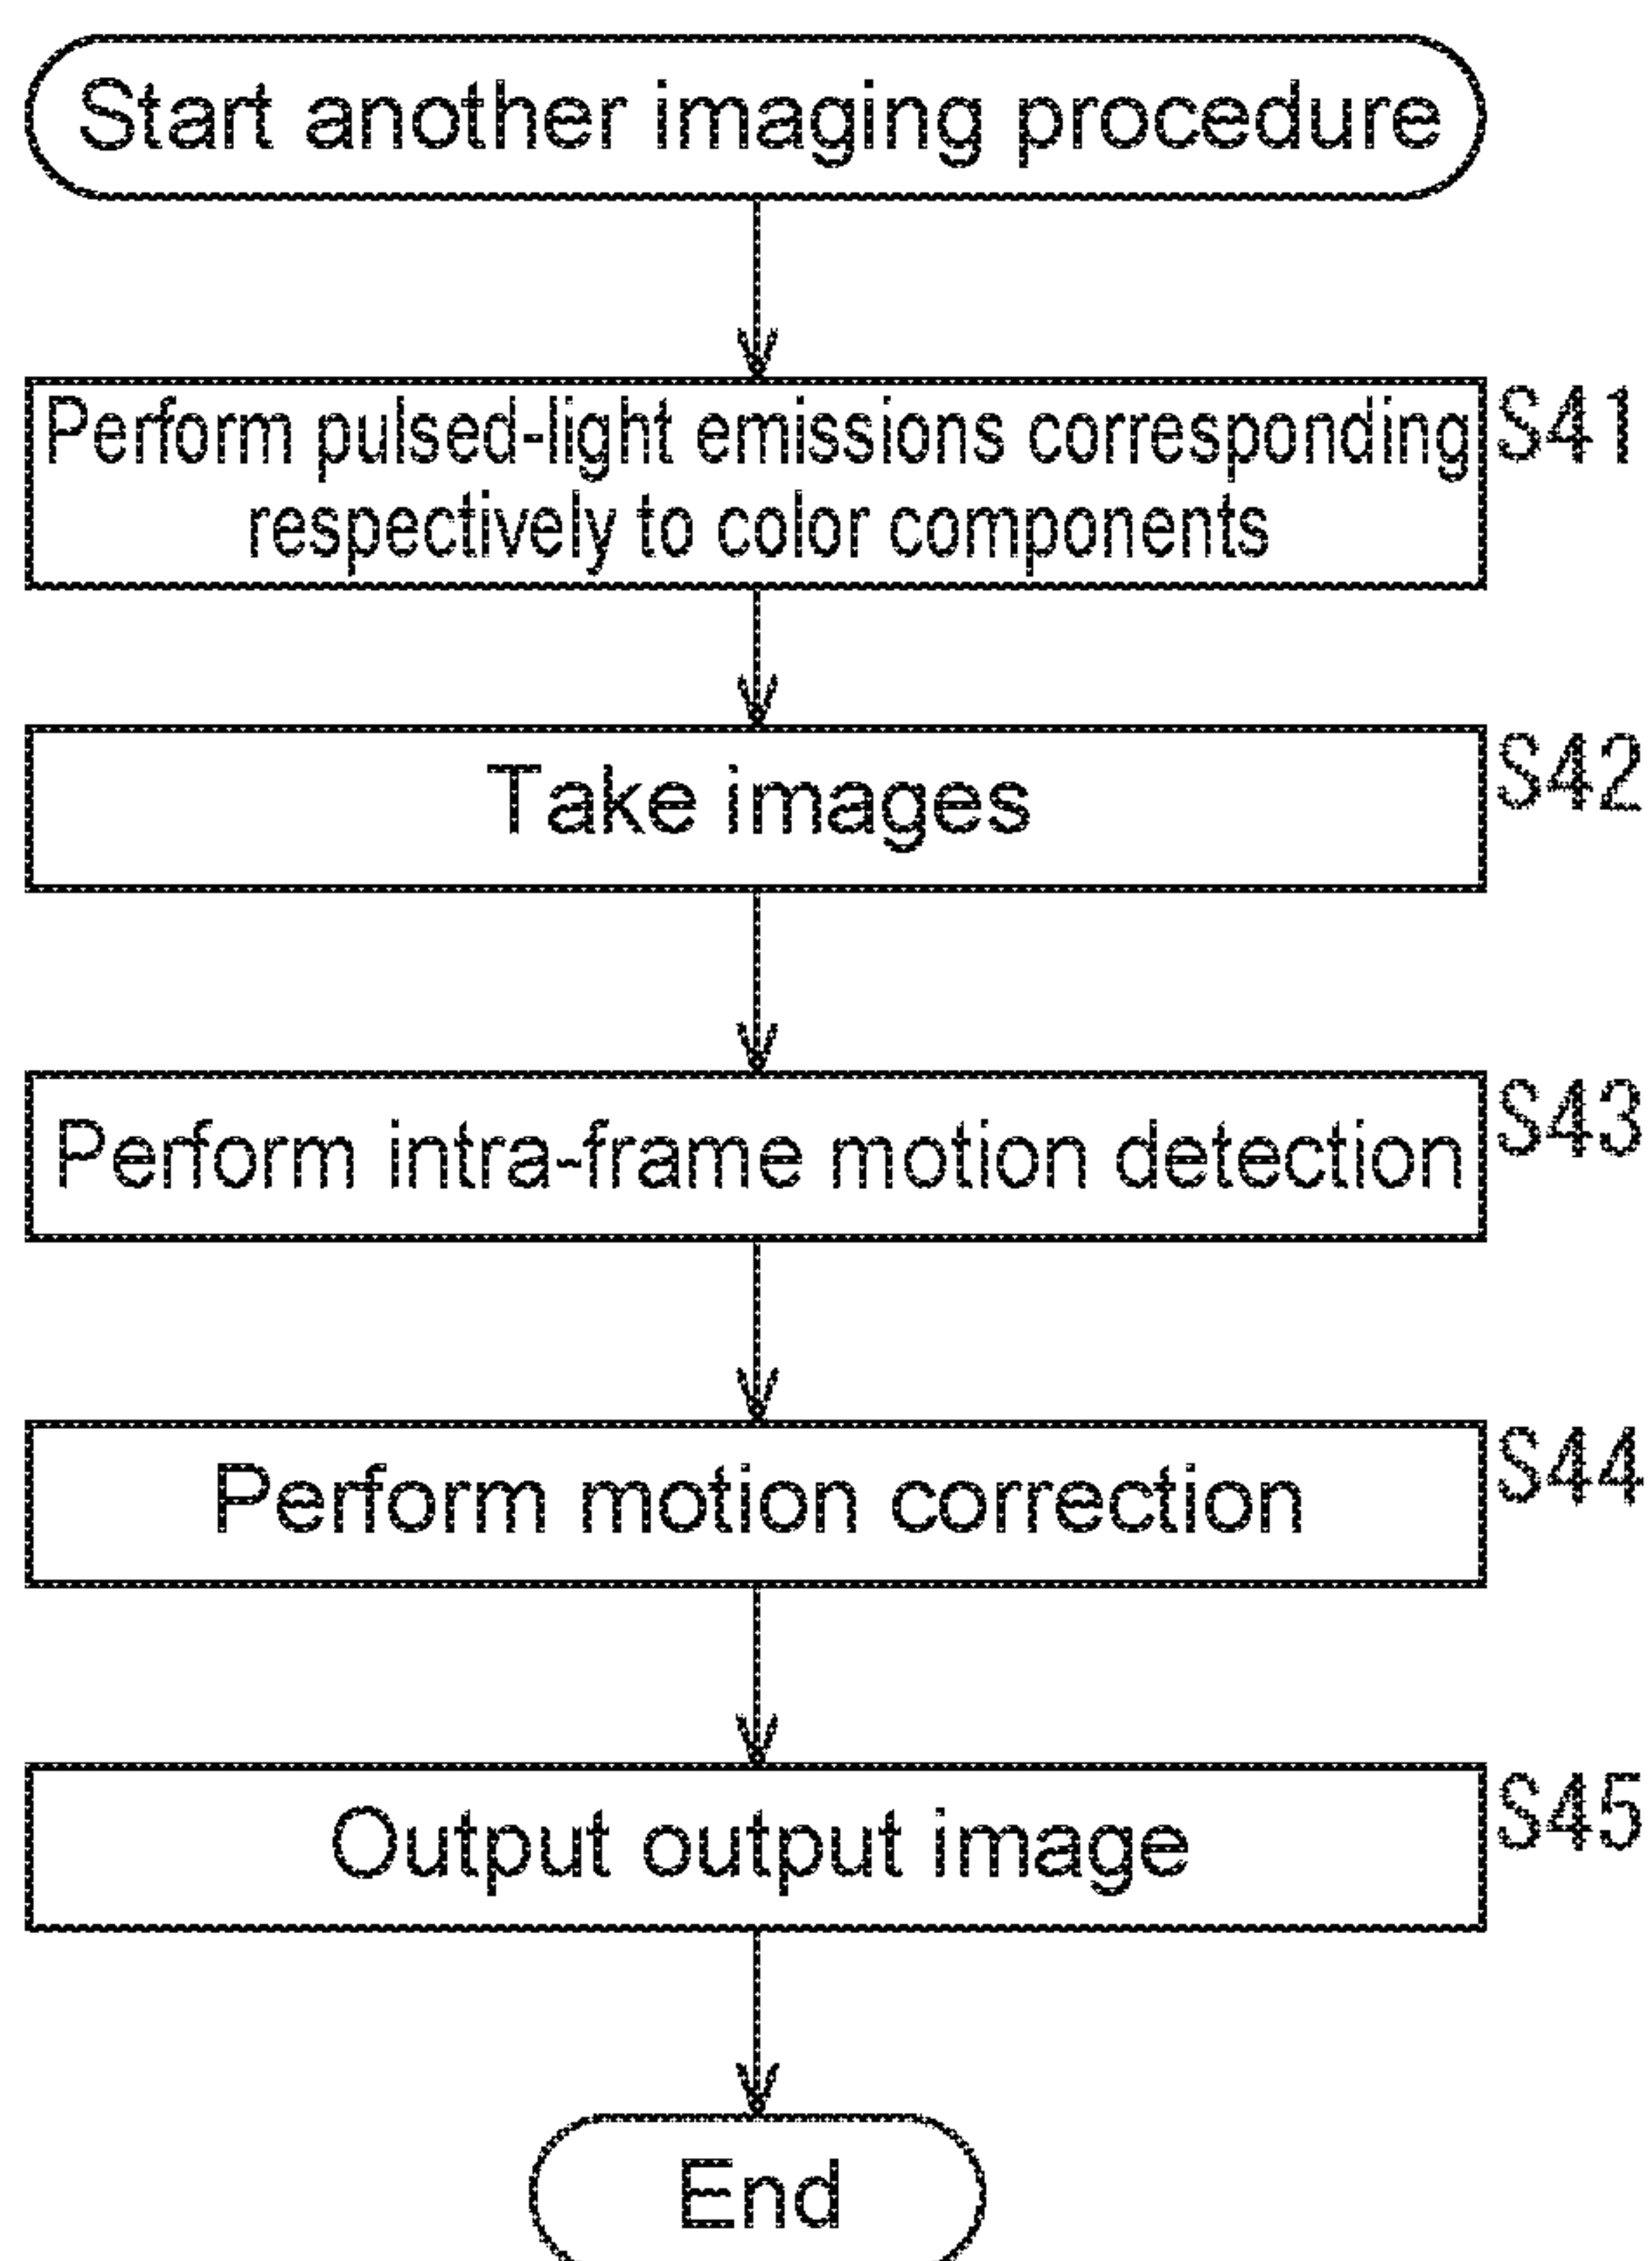 Start another imaging procedure
Perform pulsed-light emissions corresponding
respectively to color components
S41
Take images
S42
Perform intra-frame motion detection
S43
Perform motion correction
S44
Output output image
S45
End